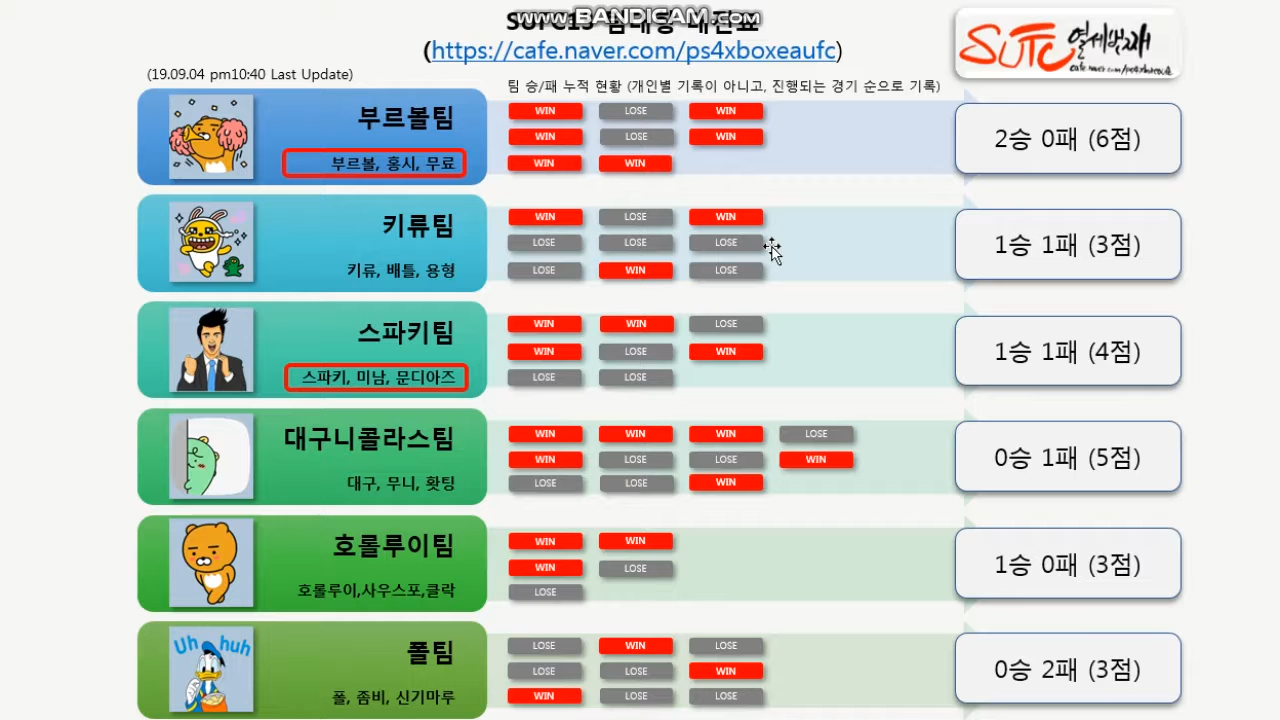 www.BANDICAM.com
(https://cafe.naver.com/ps4xboxeaufc)
SUFC 열세번째
(19.09.04 pm10:40 Last Update)
팀 승/패 누적 현황 (개인별 기록이 아니고, 진행되는 경기 순으로 기록)
부르볼팀
부르볼, 홍시, 무료
WIN LOSE WIN
WIN LOSE WIN
WIN WIN
2승 0패 (6점)
키류팀
키류, 배틀, 용형
WIN LOSE WIN
LOSE LOSE LOSE
LOSE WIN LOSE
1승 1패 (3점)
스파키팀
스파키, 미남, 문디아즈
WIN WIN LOSE
WIN LOSE WIN
LOSE LOSE
1승 1패 (4점)
대구니콜라스팀
대구, 무니, 홧팅
WIN WIN WIN LOSE
WIN LOSE LOSE WIN
LOSE LOSE WIN
0승 1패 (5점)
호롤루이팀
호롤루이,사우스포,클락
WIN WIN
WIN LOSE
LOSE
1승 0패 (3점)
Uh huh
폴팀
폴, 좀비, 신기마루
LOSE WIN LOSE
LOSE LOSE WIN
WIN LOSE LOSE
0승 2패 (3점)